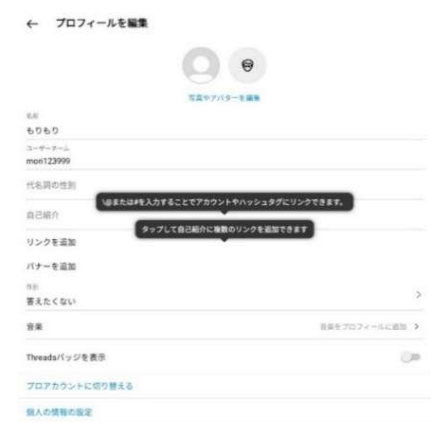 プロフィールを編集
写真やアバターを編集
名前
もりもり
ユーザーネーム
mori123999
代名詞の性別
\@または#を入力することでアカウントやハッシュタグにリンクできます。
自己紹介
タップして自己紹介に複数のリンクを追加できます
リンクを追加
バナーを追加
性別
答えたくない
音楽
音楽をプロフィールに追加
Threadsバッジを表示
プロアカウントに切り替える
個人の情報の設定